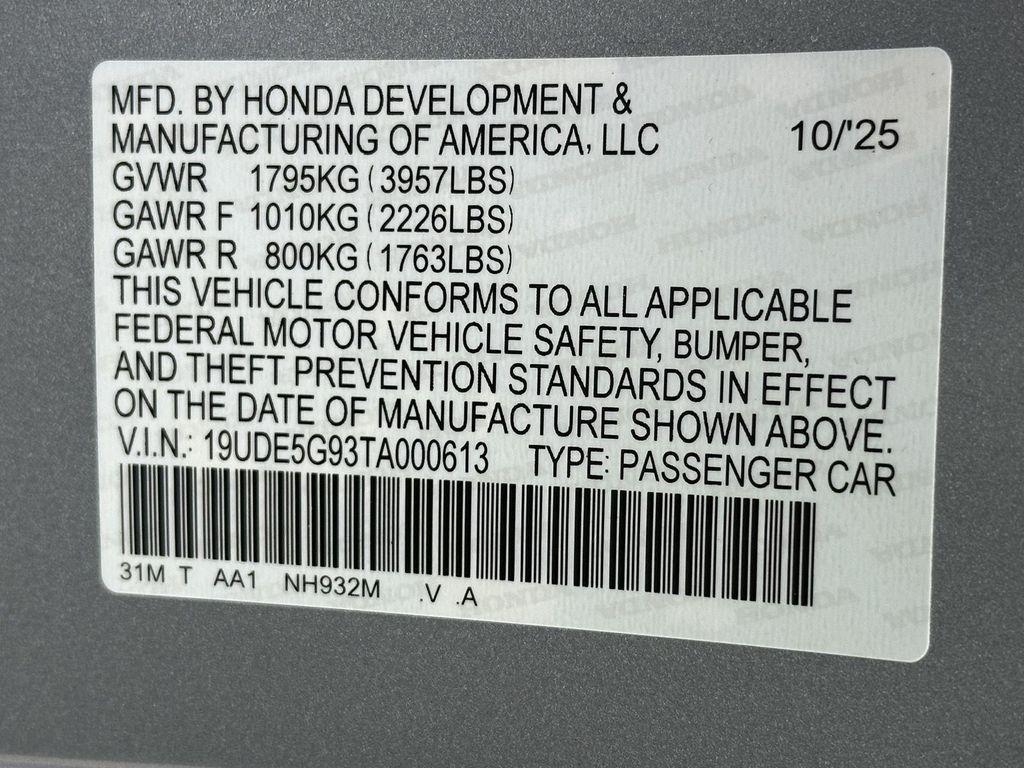 MFD. BY HONDA DEVELOPMENT &
MANUFACTURING OF AMERICA, LLC 10/'25
GVWR 1795KG (3957LBS)
GAWR F 1010KG (2226LBS)
GAWR R 800KG (1763LBS)
THIS VEHICLE CONFORMS TO ALL APPLICABLE
FEDERAL MOTOR VEHICLE SAFETY, BUMPER,
AND THEFT PREVENTION STANDARDS IN EFFECT
ON THE DATE OF MANUFACTURE SHOWN ABOVE.
V.I.N.: 19UDE5G93TA000613 TYPE: PASSENGER CAR
31M T AA1 NH932M .V .A